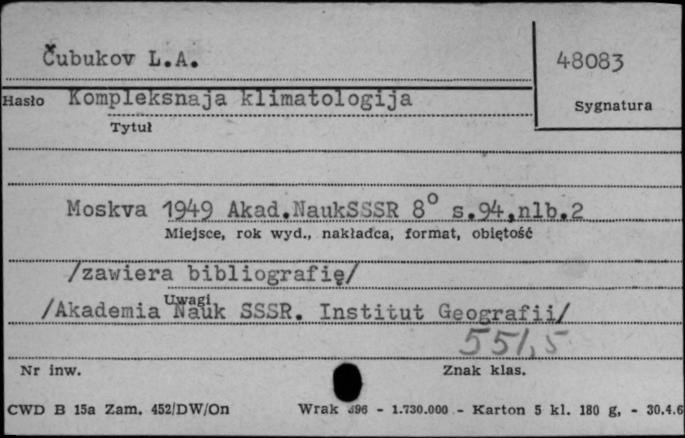 Čubukov L.A.
48083
Hasło Kompleksnaja klimatologija
Sygnatura
Tytuł
Moskva 1949 Akad.NaukSSSR 8° s.94,nlb.2
Miejsce, rok wyd., nakładca, format, objętość
/zawiera bibliografię/
Uwagi
/Akademia Nauk SSSR. Institut Geografii/
551,5
Nr inw.
Znak klas.
CWD B 15a Zam. 452/DW/On Wrak 396 - 1.730.000 - Karton 5 kl. 180 g, - 30.4.6